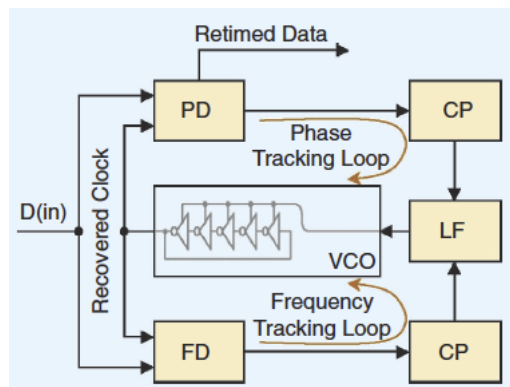 Retimed Data
PD
CP
Phase
Tracking Loop
D(in)
Recovered Clock
LF
VCO
Frequency
Tracking Loop
FD
CP